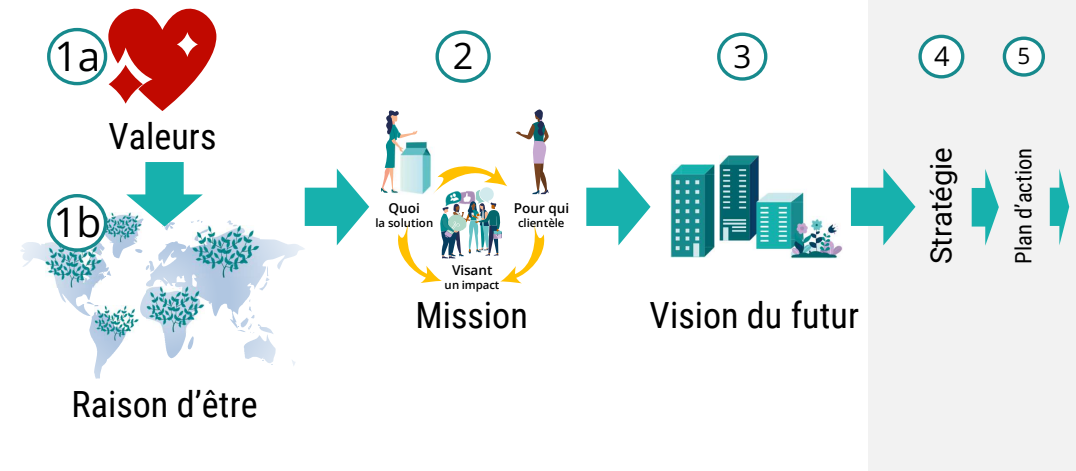 1a
Valeurs
1b
Raison d’être
2
Quoi
la solution
Pour qui
clientèle
Visant
un impact
Mission
3
Vision du futur
4
Stratégie
5
Plan d’action